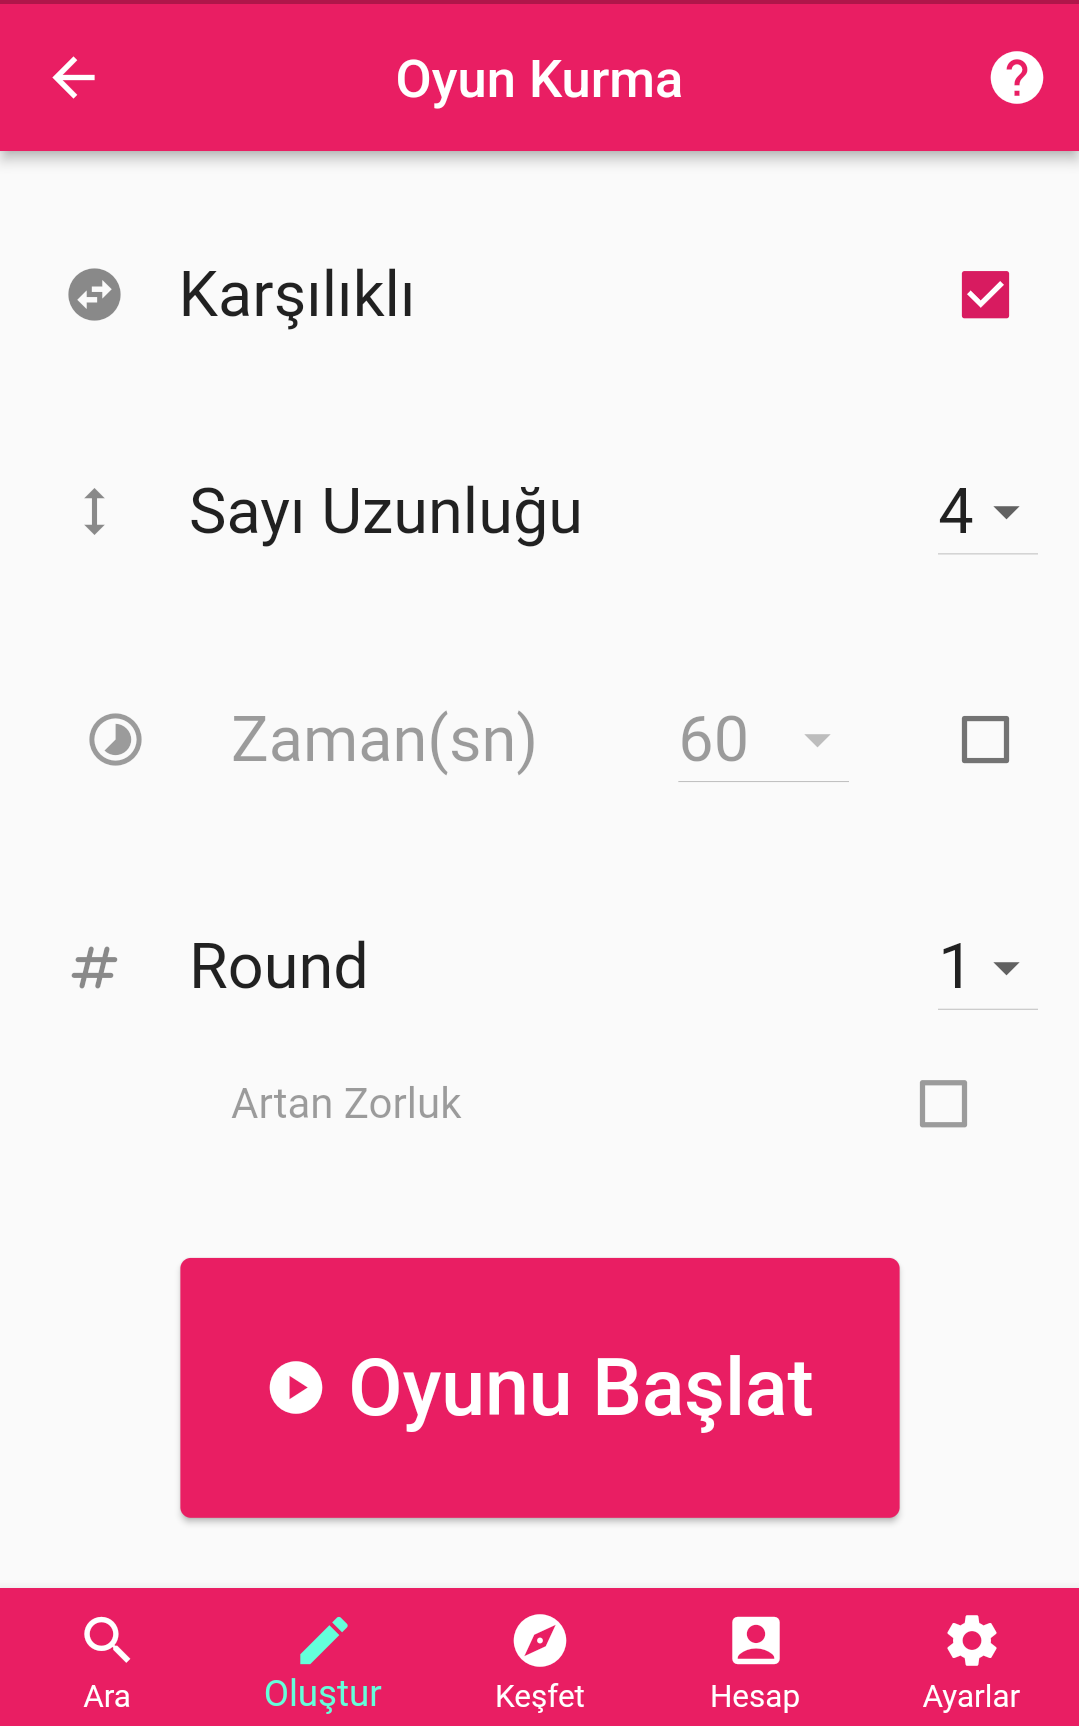 Oyun Kurma
Karşılıklı
Sayı Uzunluğu 4
Zaman(sn) 60
Round 1
Artan Zorluk
Oyunu Başlat
Ara Oluştur Keşfet Hesap Ayarlar